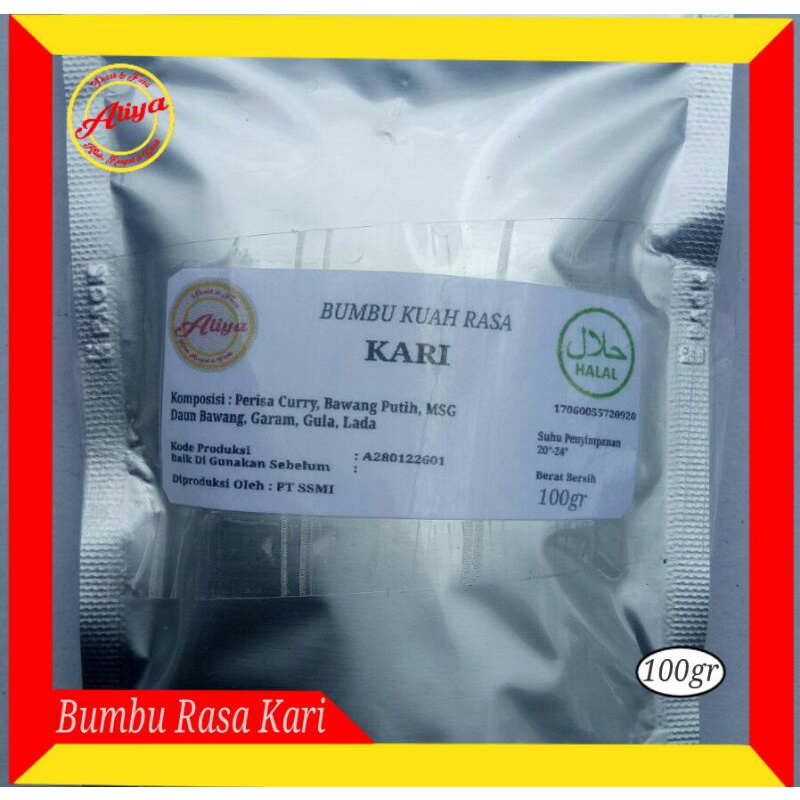 Snack & Food
Aliya
BUMBU KUAH RASA
KARI
Aliya
حلال
HALAL
Komposisi : Perisa Curry, Bawang Putih, MSG
Daun Bawang, Garam, Gula, Lada
17060055720920
Kode Produksi : A280122601
Baik Di Gunakan Sebelum :
Diproduksi Oleh : PT SSMI
Suhu Penyimpanan
20°-24°
Berat Bersih
100gr
100gr
Bumbu Rasa Kari